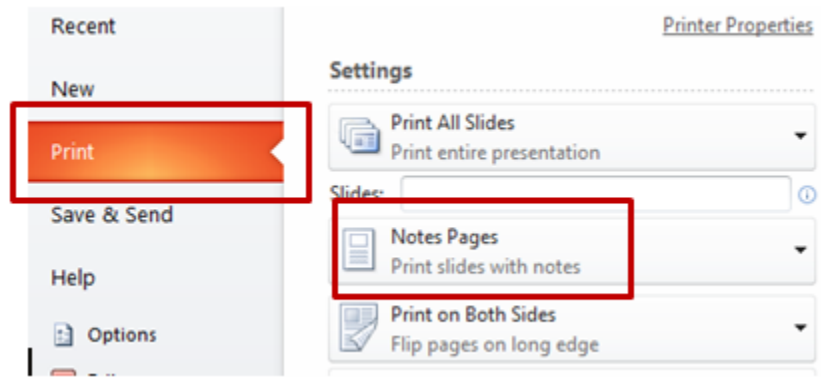 Recent
New
Print
Save & Send
Help
Options
Printer Properties
Settings
Print All Slides
Print entire presentation
Slides:
Notes Pages
Print slides with notes
Print on Both Sides
Flip pages on long edge